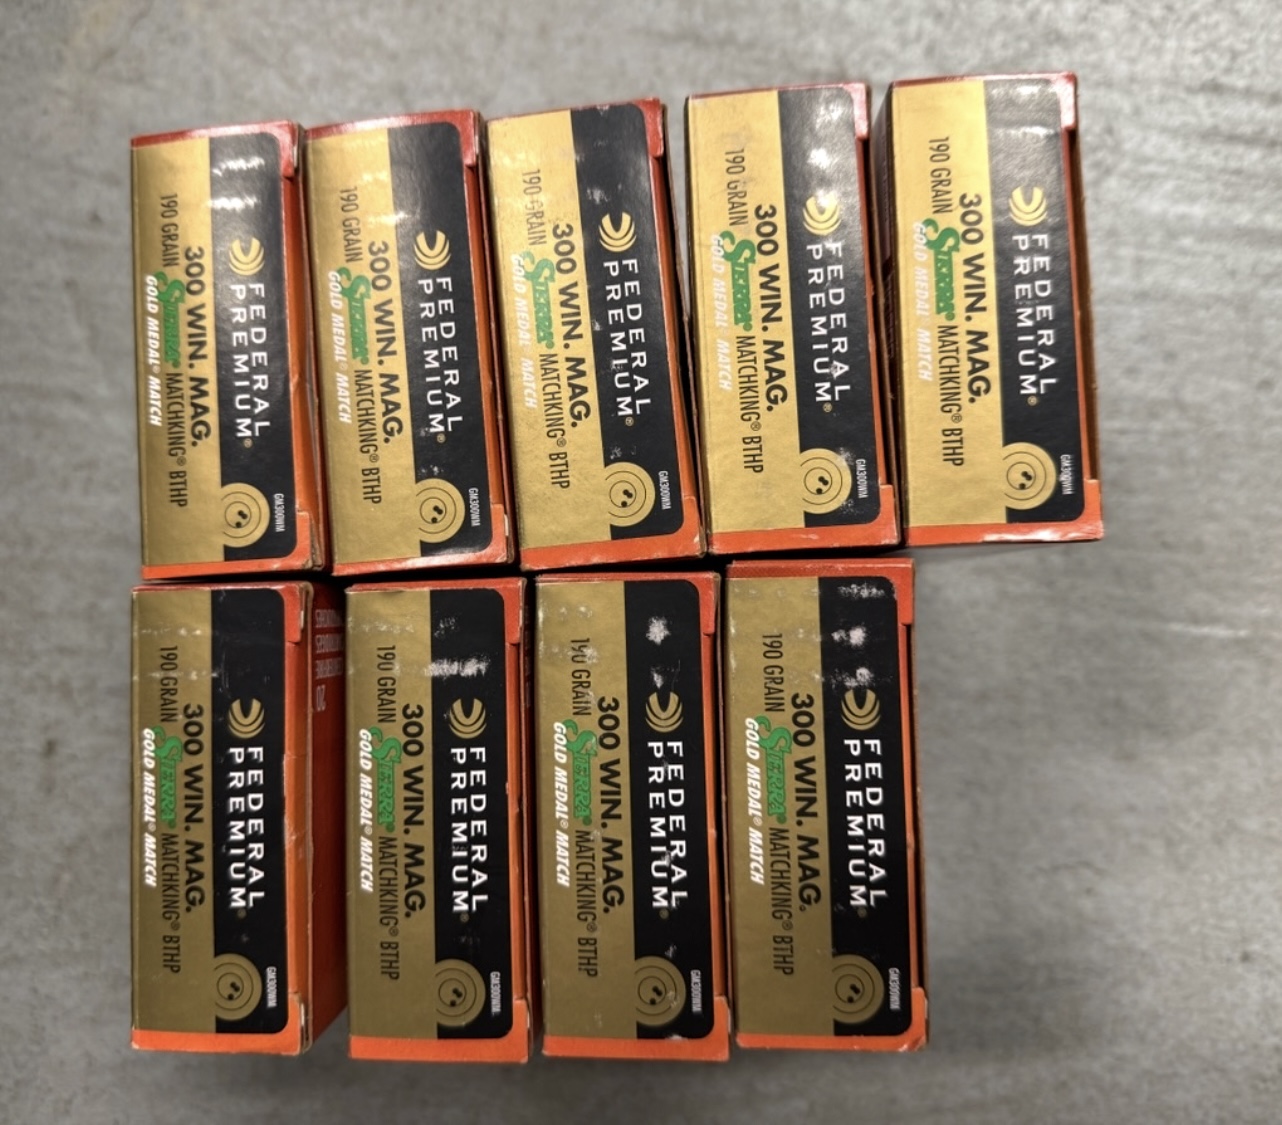 GM300WM
FEDERAL
PREMIUM®
300 WIN. MAG.
190 GRAIN SIERRA® MATCHKING® BTHP
GOLD MEDAL® MATCH
GM300WM
FEDERAL
PREMIUM®
300 WIN. MAG.
190 GRAIN SIERRA® MATCHKING® BTHP
GOLD MEDAL® MATCH
GM300WM
FEDERAL
PREMIUM®
300 WIN. MAG.
190 GRAIN SIERRA® MATCHKING® BTHP
GOLD MEDAL® MATCH
GM300WM
FEDERAL
PREMIUM®
300 WIN. MAG.
190 GRAIN SIERRA® MATCHKING® BTHP
GOLD MEDAL® MATCH
GM300WM
FEDERAL
PREMIUM®
300 WIN. MAG.
190 GRAIN SIERRA® MATCHKING® BTHP
GOLD MEDAL® MATCH
GM300WM
FEDERAL
PREMIUM®
300 WIN. MAG.
190 GRAIN SIERRA® MATCHKING® BTHP
GOLD MEDAL® MATCH
20
GM300WM
FEDERAL
PREMIUM®
300 WIN. MAG.
190 GRAIN SIERRA® MATCHKING® BTHP
GOLD MEDAL® MATCH
GM300WM
FEDERAL
PREMIUM®
300 WIN. MAG.
190 GRAIN SIERRA® MATCHKING® BTHP
GOLD MEDAL® MATCH
GM300WM
FEDERAL
PREMIUM®
300 WIN. MAG.
190 GRAIN SIERRA® MATCHKING® BTHP
GOLD MEDAL® MATCH